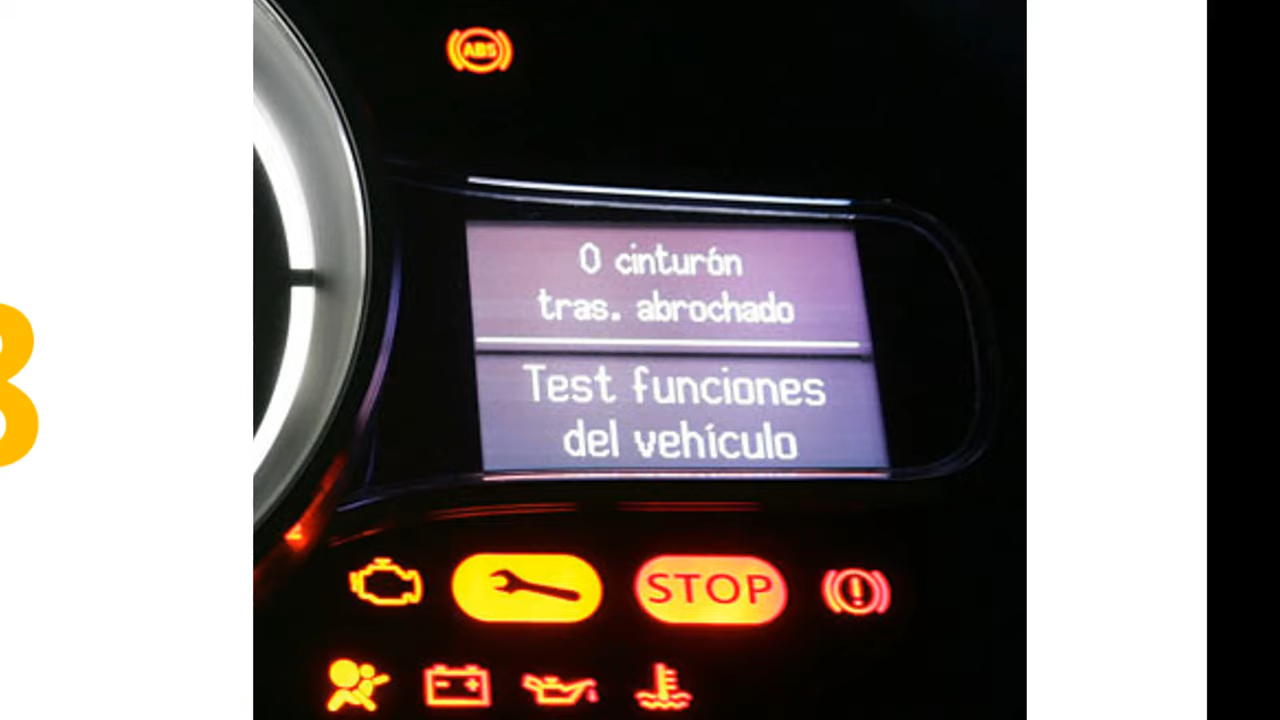 ABS
0 cinturón
tras. abrochado
Test funciones
del vehículo
STOP